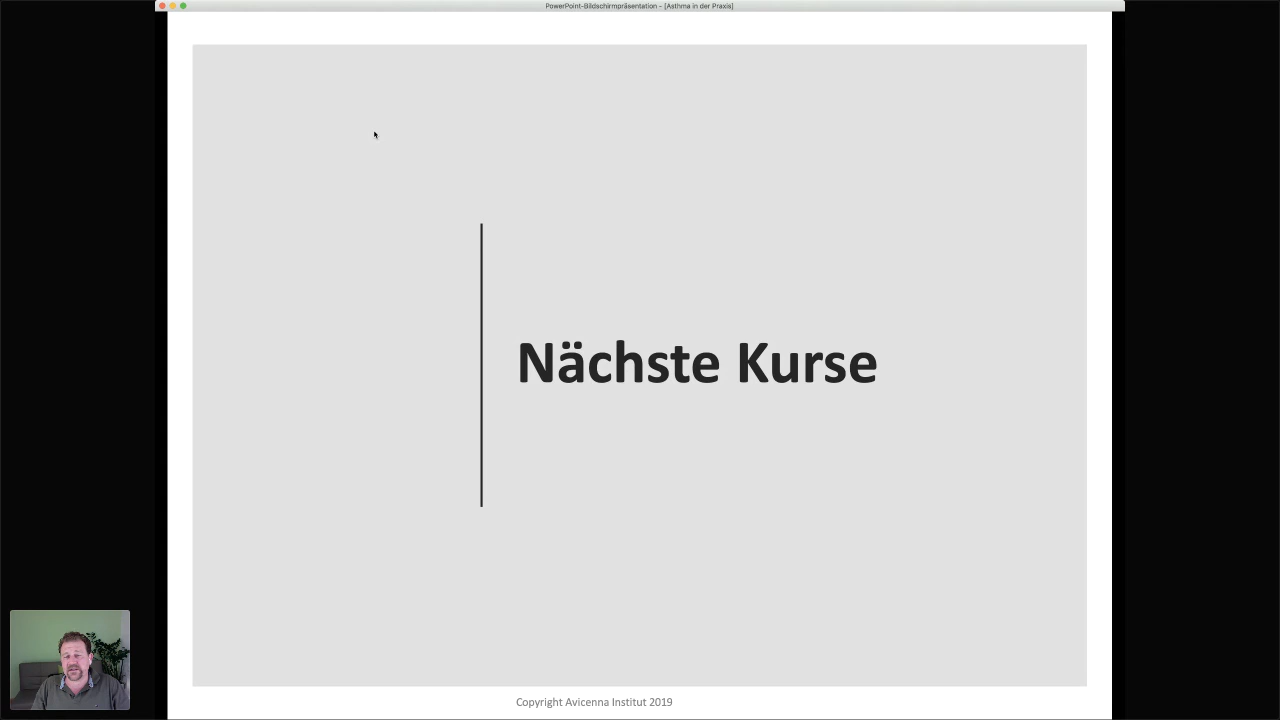 PowerPoint-Bildschirmpräsentation - [Asthma in der Praxis]
Nächste Kurse
Copyright Avicenna Institut 2019